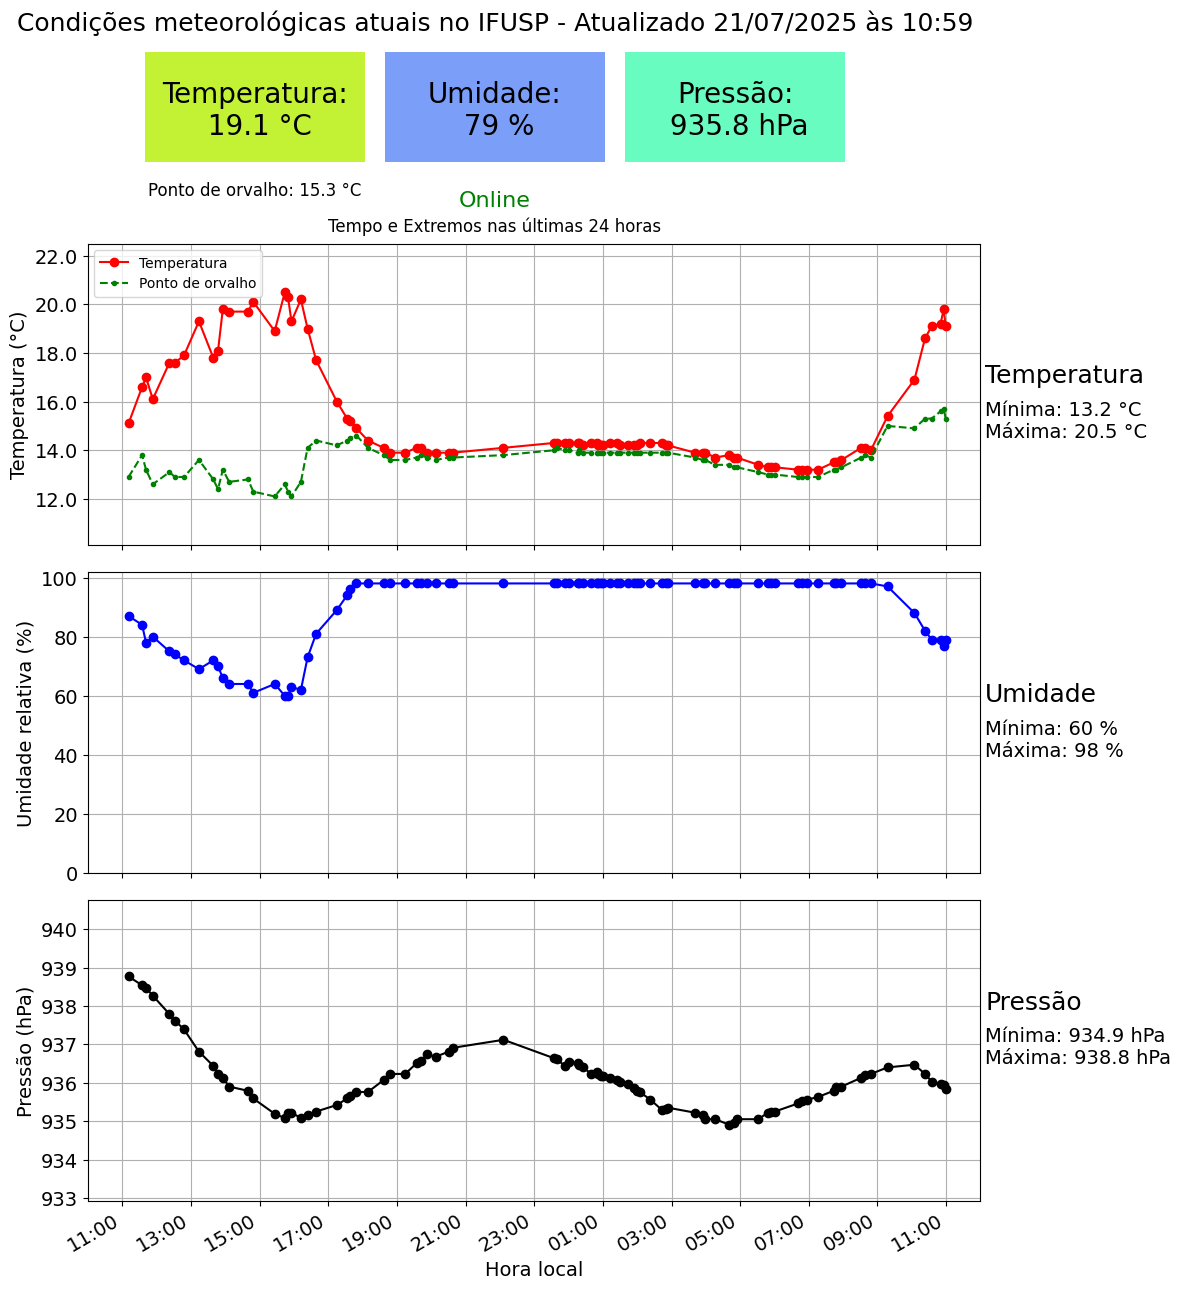 Condições meteorológicas atuais no IFUSP - Atualizado 21/07/2025 às 10:59
Temperatura:
19.1 °C
Umidade:
79 %
Pressão:
935.8 hPa
Ponto de orvalho: 15.3 °C
Online
Tempo e Extremos nas últimas 24 horas
Temperatura
Ponto de orvalho
Temperatura (°C)
22.0
20.0
18.0
16.0
14.0
12.0
Temperatura
Mínima: 13.2 °C
Máxima: 20.5 °C
Umidade relativa (%)
100
80
60
40
20
0
Umidade
Mínima: 60 %
Máxima: 98 %
Pressão (hPa)
940
939
938
937
936
935
934
933
Pressão
Mínima: 934.9 hPa
Máxima: 938.8 hPa
11:00
13:00
15:00
17:00
19:00
21:00
23:00
01:00
03:00
05:00
07:00
09:00
11:00
Hora local